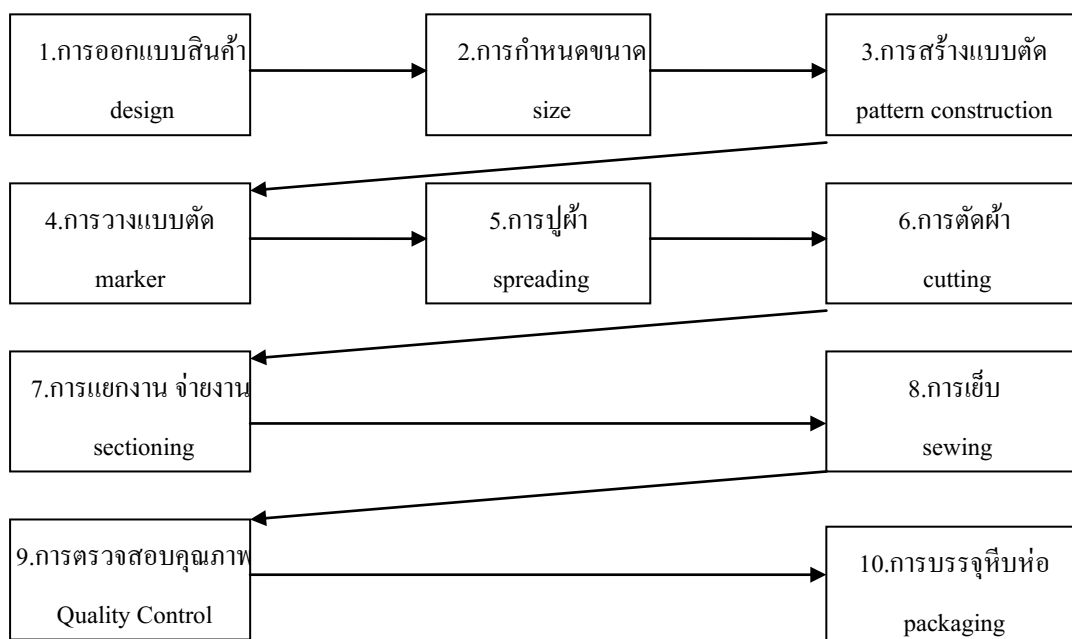 1.การออกแบบสินค้า
design
2.การกำหนดขนาด
size
3.การสร้างแบบตัด
pattern construction
4.การวางแบบตัด
marker
5.การปูผ้า
spreading
6.การตัดผ้า
cutting
7.การแยกงาน จ่ายงาน
sectioning
8.การเย็บ
sewing
9.การตรวจสอบคุณภาพ
Quality Control
10.การบรรจุหีบห่อ
packaging